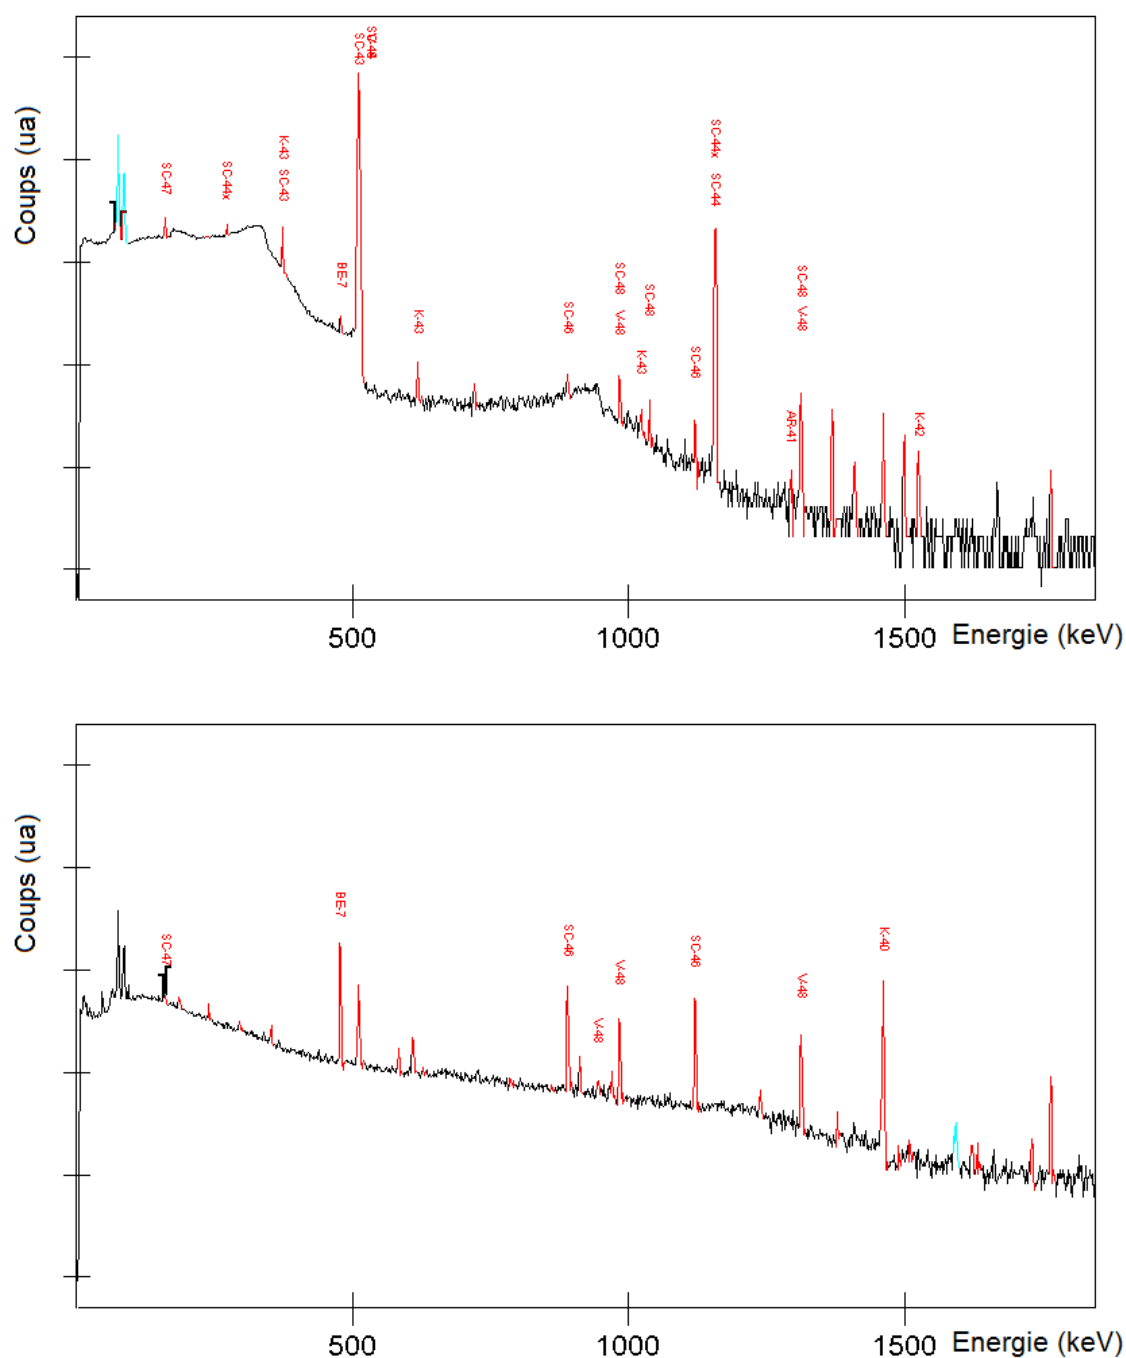 Coups (ua)
SC-47
SC-44x
K-43
SC-43
BE-7
SC-43
K-43
SC-46
SC-48
V-48
K-43
SC-48
SC-46
SC-44x
SC-44
AR-41
SC-48
V-48
K-42
500
1000
1500
Energie (keV)
Coups (ua)
SC-47
BE-7
SC-46
V-48
V-48
SC-46
V-48
K-40
500
1000
1500
Energie (keV)